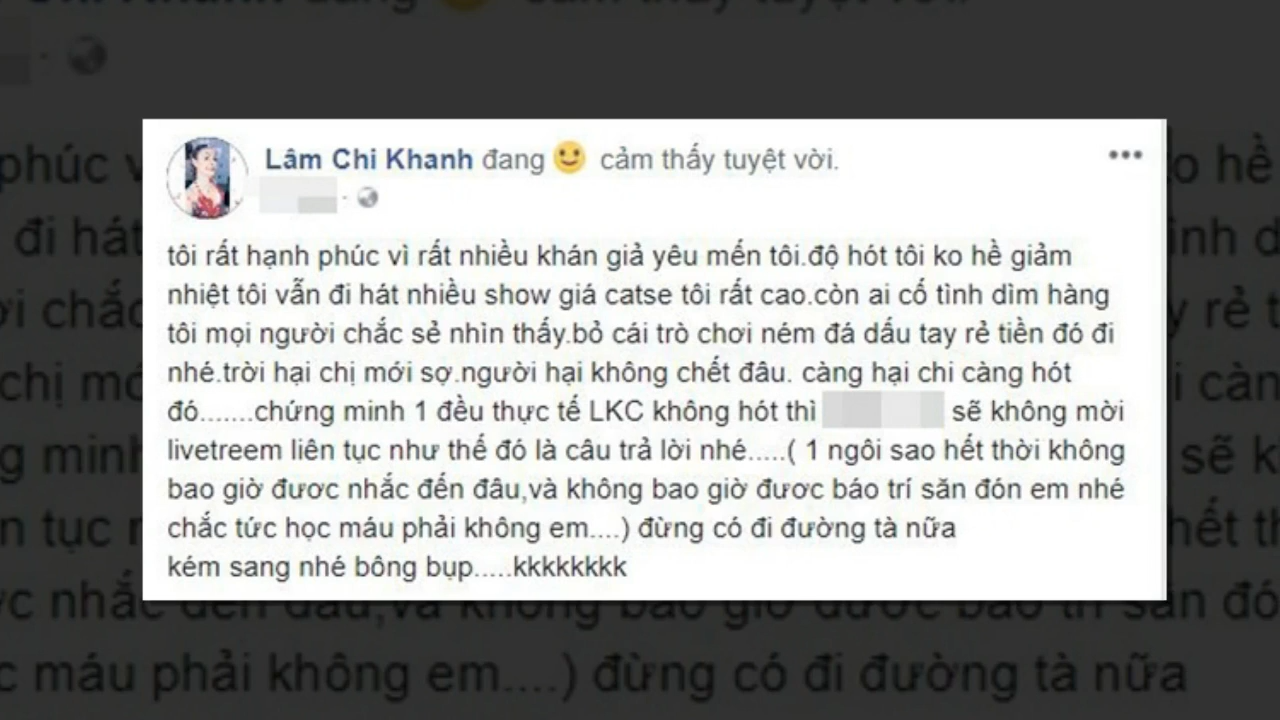 Lâm Chi Khanh đang cảm thấy tuyệt vời.
tôi rất hạnh phúc vì rất nhiều khán giả yêu mến tôi.độ hót tôi ko hề giảm
nhiệt tôi vẫn đi hát nhiều show giá catse tôi rất cao.còn ai cố tình dìm hàng
tôi mọi người chắc sẻ nhìn thấy.bỏ cái trò chơi ném đá dấu tay rẻ tiền đó đi
nhé.trời hại chị mới sợ.người hại không chết đâu. càng hại chi càng hót
đó.......chứng minh 1 đều thực tế LKC không hót thì sẽ không mời
livetreem liên tục như thế đó là câu trả lời nhé.....( 1 ngôi sao hết thời không
bao giờ đươc nhắc đến đâu,và không bao giờ đươc báo trí săn đón em nhé
chắc tức học máu phải không em....) đừng có đi đường tà nữa
kém sang nhé bông bụp.....kkkkkkkk